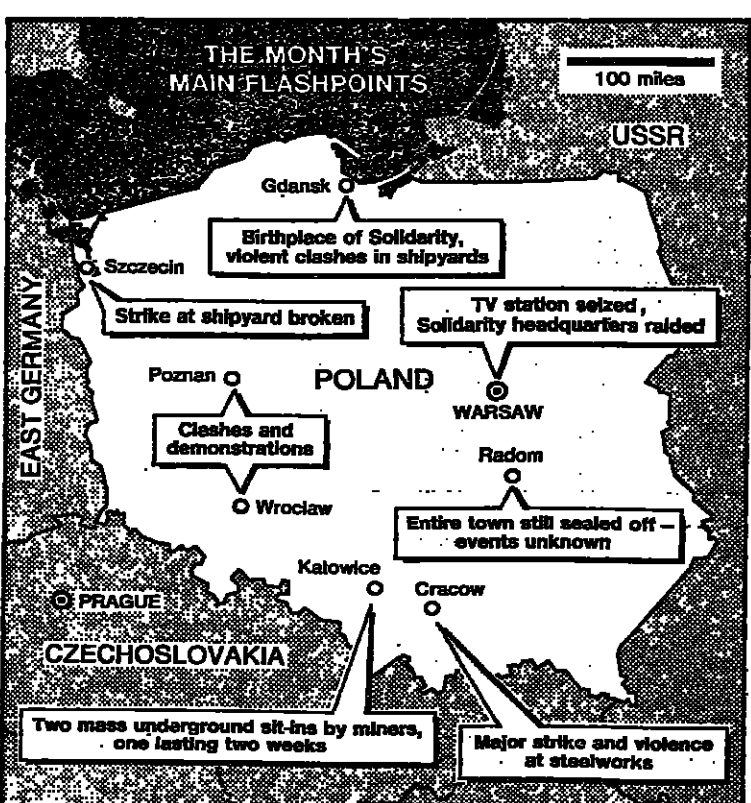 THE MONTH'S
MAIN FLASHPOINTS
100 miles
USSR
Gdansk
Birthplace of Solidarity,
violent clashes in shipyards
Szczecin
Strike at shipyard broken
EAST GERMANY
TV station seized,
Solidarity headquarters raided
Poznan
POLAND
WARSAW
Clashes and
demonstrations
Radom
Wroclaw
Entire town still sealed off –
events unknown
Katowice
Cracow
PRAGUE
CZECHOSLOVAKIA
Two mass underground sit-ins by miners,
one lasting two weeks
Major strike and violence
at steelworks